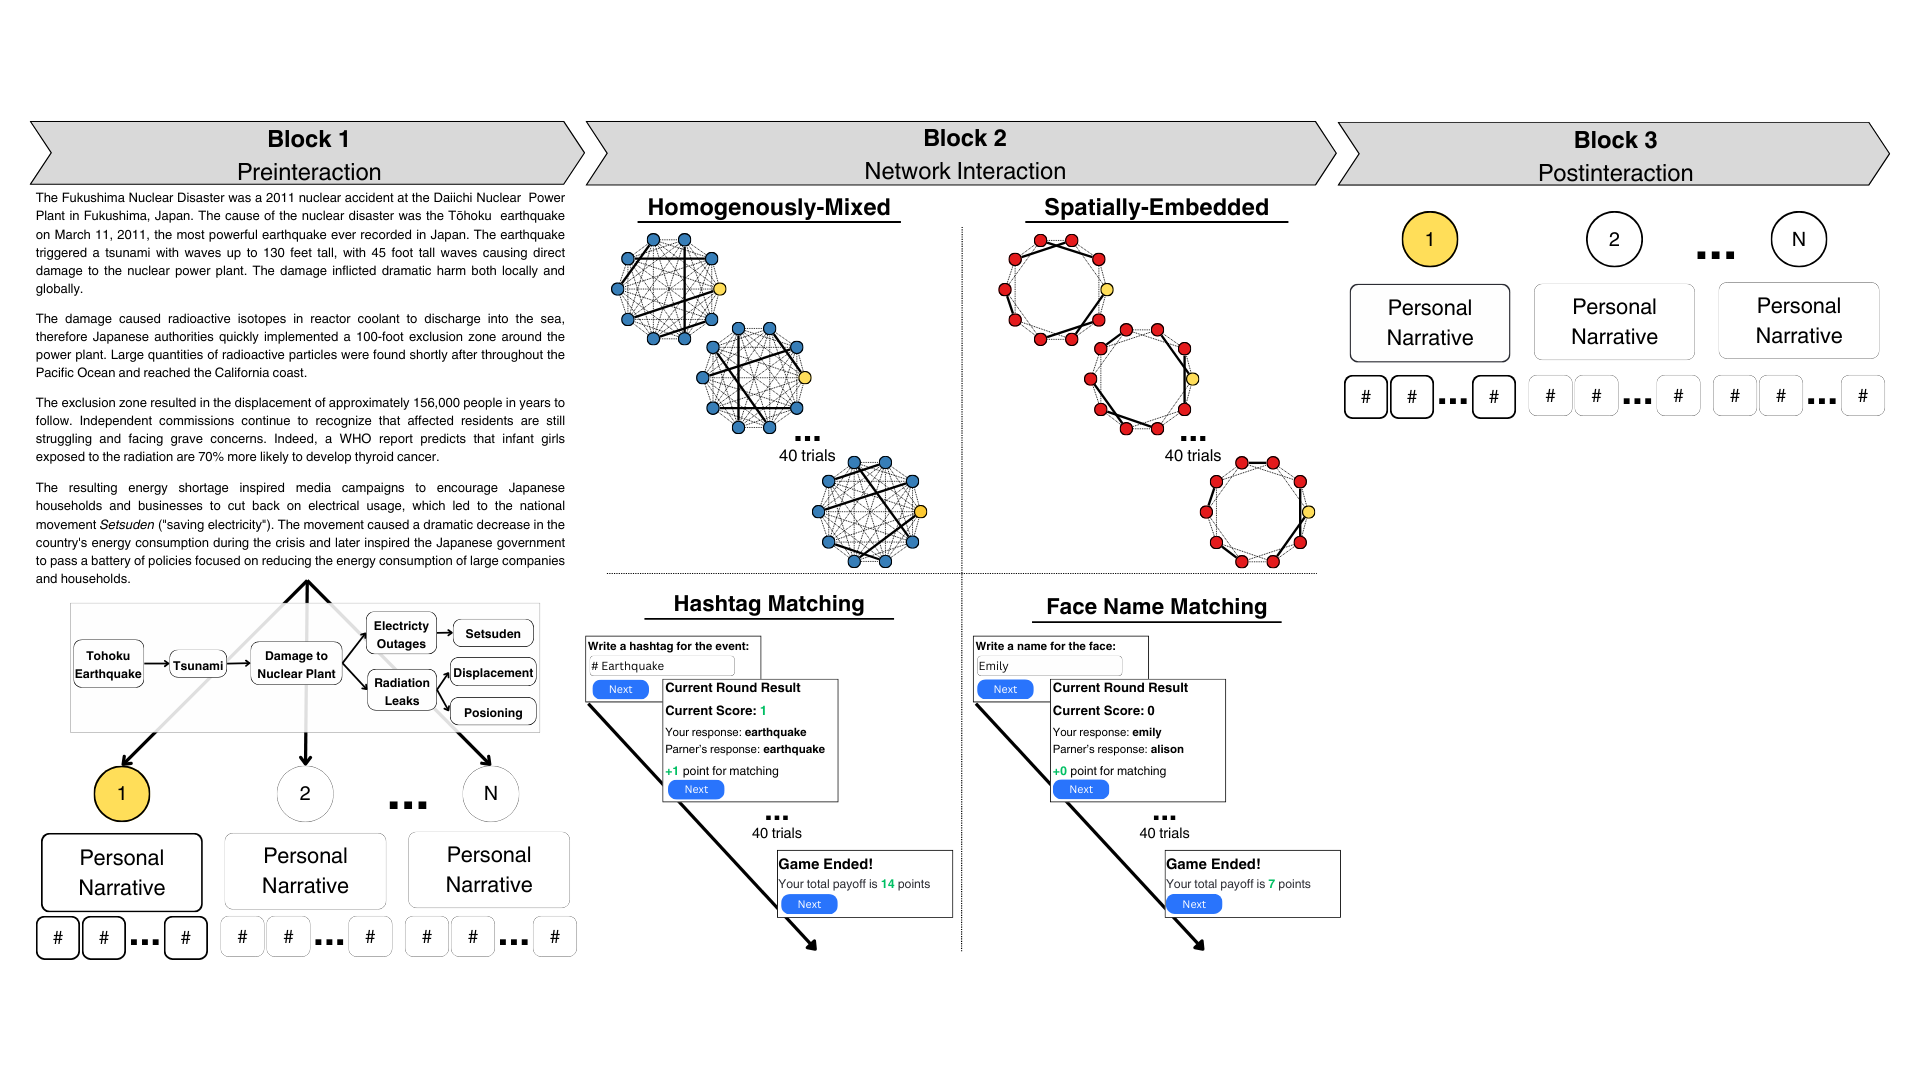 Block 1
Preinteraction
The Fukushima Nuclear Disaster was a 2011 nuclear accident at the Daiichi Nuclear Power
Plant in Fukushima, Japan. The cause of the nuclear disaster was the Tōhoku earthquake
on March 11, 2011, the most powerful earthquake ever recorded in Japan. The earthquake
triggered a tsunami with waves up to 130 feet tall, with 45 foot tall waves causing direct
damage to the nuclear power plant. The damage inflicted dramatic harm both locally and
globally.
The damage caused radioactive isotopes in reactor coolant to discharge into the sea,
therefore Japanese authorities quickly implemented a 100-foot exclusion zone around the
power plant. Large quantities of radioactive particles were found shortly after throughout the
Pacific Ocean and reached the California coast.
The exclusion zone resulted in the displacement of approximately 156,000 people in years to
follow. Independent commissions continue to recognize that affected residents are still
struggling and facing grave concerns. Indeed, a WHO report predicts that infant girls
exposed to the radiation are 70% more likely to develop thyroid cancer.
The resulting energy shortage inspired media campaigns to encourage Japanese
households and businesses to cut back on electrical usage, which led to the national
movement Setsuden ("saving electricity"). The movement caused a dramatic decrease in the
country's energy consumption during the crisis and later inspired the Japanese government
to pass a battery of policies focused on reducing the energy consumption of large companies
and households.
Tohoku
Earthquake
Tsunami
Damage to
Nuclear Plant
Electricty
Outages
Radiation
Leaks
Setsuden
Displacement
Posioning
1
2
...
N
Personal
Narrative
Personal
Narrative
Personal
Narrative
# # ... #
# # ... #
# # ... #
Block 2
Network Interaction
Homogenously-Mixed
...
40 trials
Spatially-Embedded
...
40 trials
Hashtag Matching
Write a hashtag for the event:
# Earthquake
Next
Current Round Result
Current Score: 1
Your response: earthquake
Parner's response: earthquake
+1 point for matching
Next
...
40 trials
Game Ended!
Your total payoff is 14 points
Next
Face Name Matching
Write a name for the face:
Emily
Next
Current Round Result
Current Score: 0
Your response: emily
Parner's response: alison
+0 point for matching
Next
...
40 trials
Game Ended!
Your total payoff is 7 points
Next
Block 3
Postinteraction
1
2
...
N
Personal
Narrative
Personal
Narrative
Personal
Narrative
# # ... #
# # ... #
# # ... #